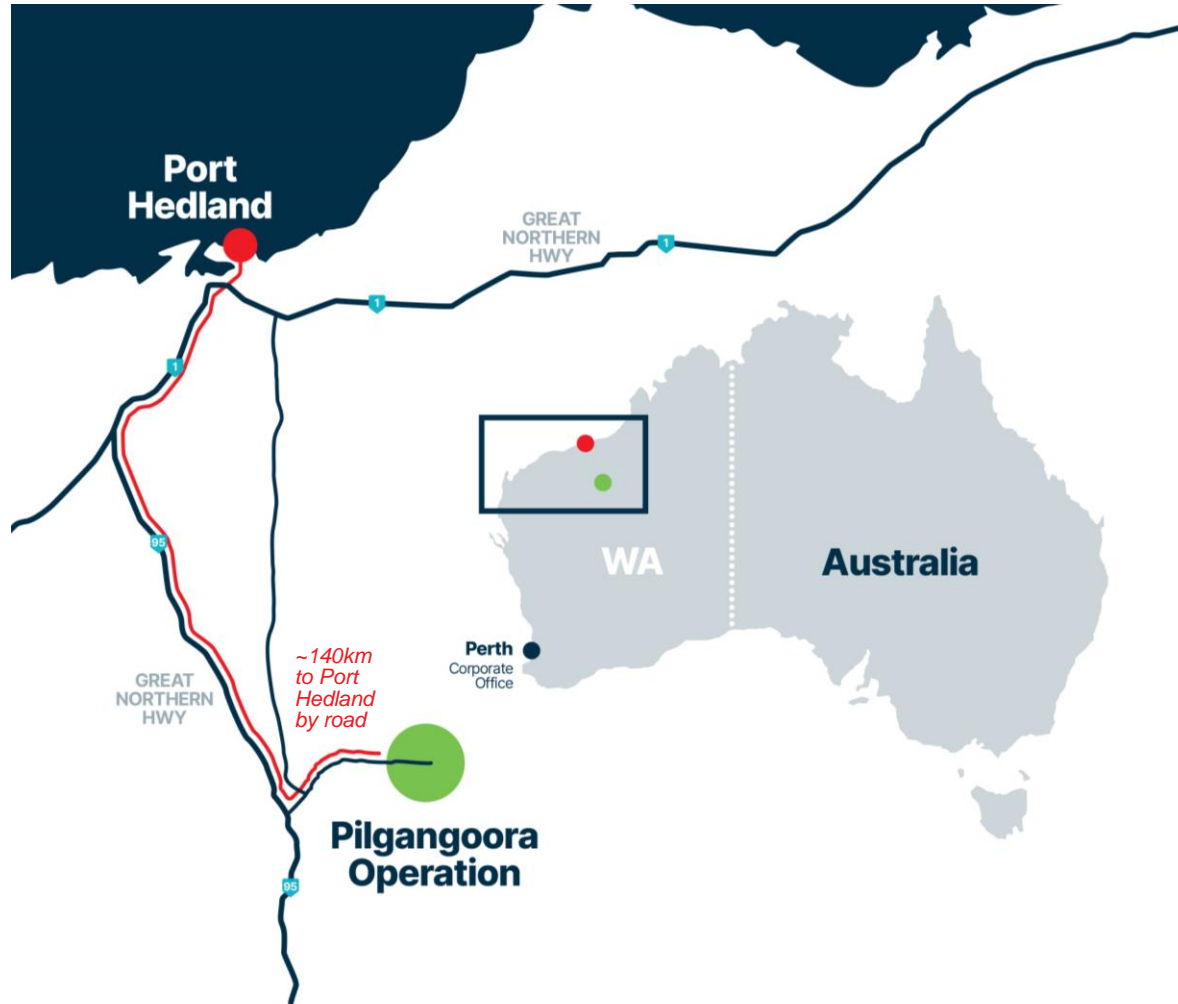 Port
Hedland
GREAT
NORTHERN
HWY
1
1
1
95
WA
Australia
Perth
Corporate
Office
~140km
to Port
Hedland
by road
GREAT
NORTHERN
HWY
Pilgangoora
Operation
95